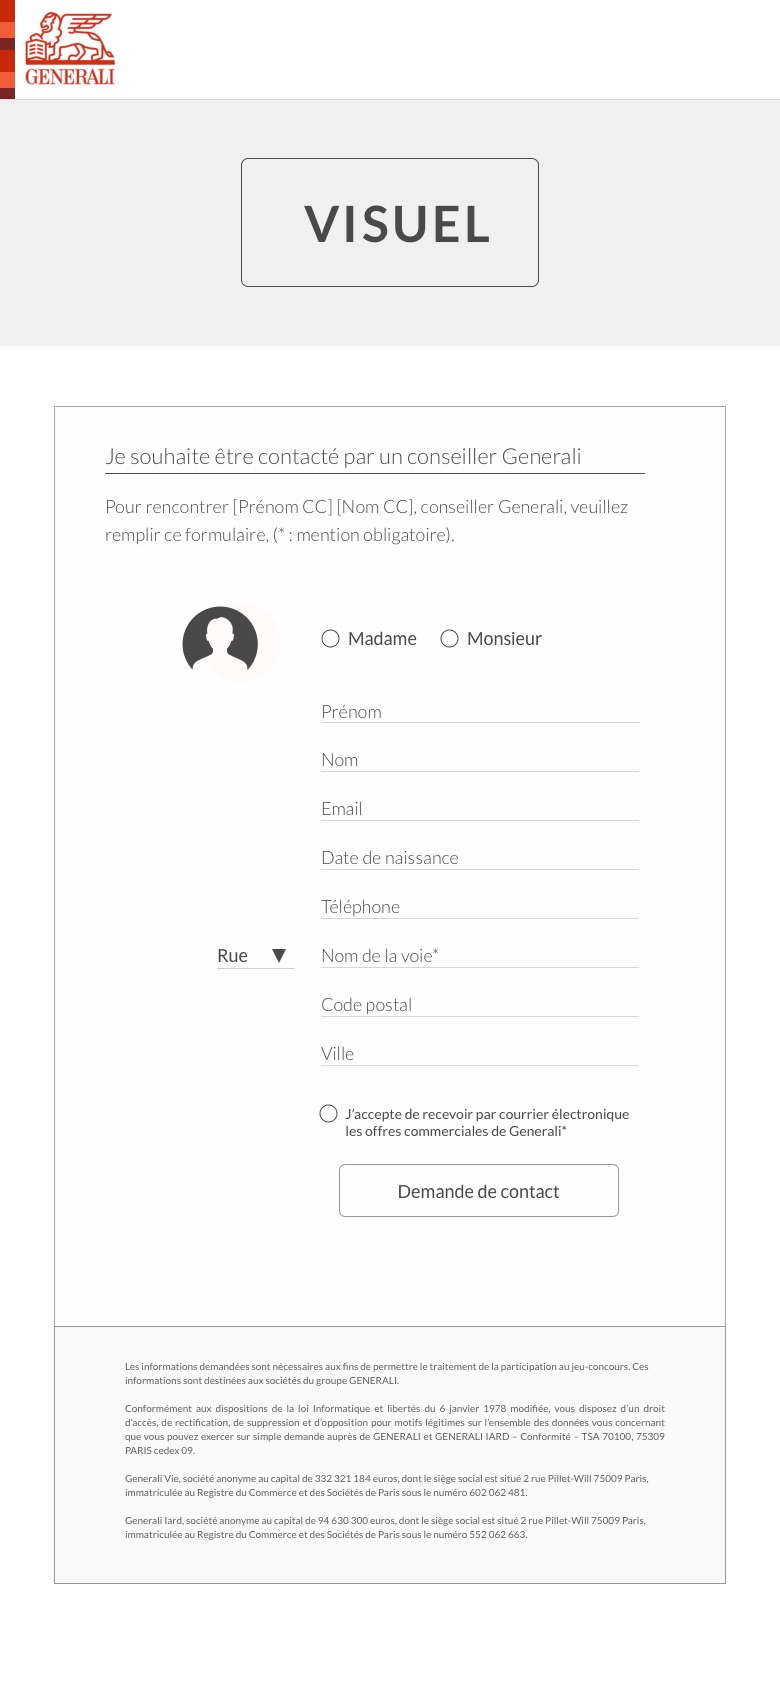 GENERALI
VISUEL
Je souhaite être contacté par un conseiller Generali
Pour rencontrer [Prénom CC] [Nom CC], conseiller Generali, veuillez
remplir ce formulaire, (* : mention obligatoire).
Madame Monsieur
Prénom
Nom
Email
Date de naissance
Téléphone
Rue ▼ Nom de la voie*
Code postal
Ville
J’accepte de recevoir par courrier électronique
les offres commerciales de Generali*
Demande de contact
Les informations demandées sont nécessaires aux fins de permettre le traitement de la participation au jeu-concours. Ces
informations sont destinées aux sociétés du groupe GENERALI.
Conformément aux dispositions de la loi Informatique et libertés du 6 janvier 1978 modifiée, vous disposez d’un droit
d’accès, de rectification, de suppression et d’opposition pour motifs légitimes sur l’ensemble des données vous concernant
que vous pouvez exercer sur simple demande auprès de GENERALI et GENERALI IARD – Conformité – TSA 70100, 75309
PARIS cedex 09.
Generali Vie, société anonyme au capital de 332 321 184 euros, dont le siège social est situé 2 rue Pillet-Will 75009 Paris,
immatriculée au Registre du Commerce et des Sociétés de Paris sous le numéro 602 062 481.
Generali Iard, société anonyme au capital de 94 630 300 euros, dont le siège social est situé 2 rue Pillet-Will 75009 Paris,
immatriculée au Registre du Commerce et des Sociétés de Paris sous le numéro 552 062 663.